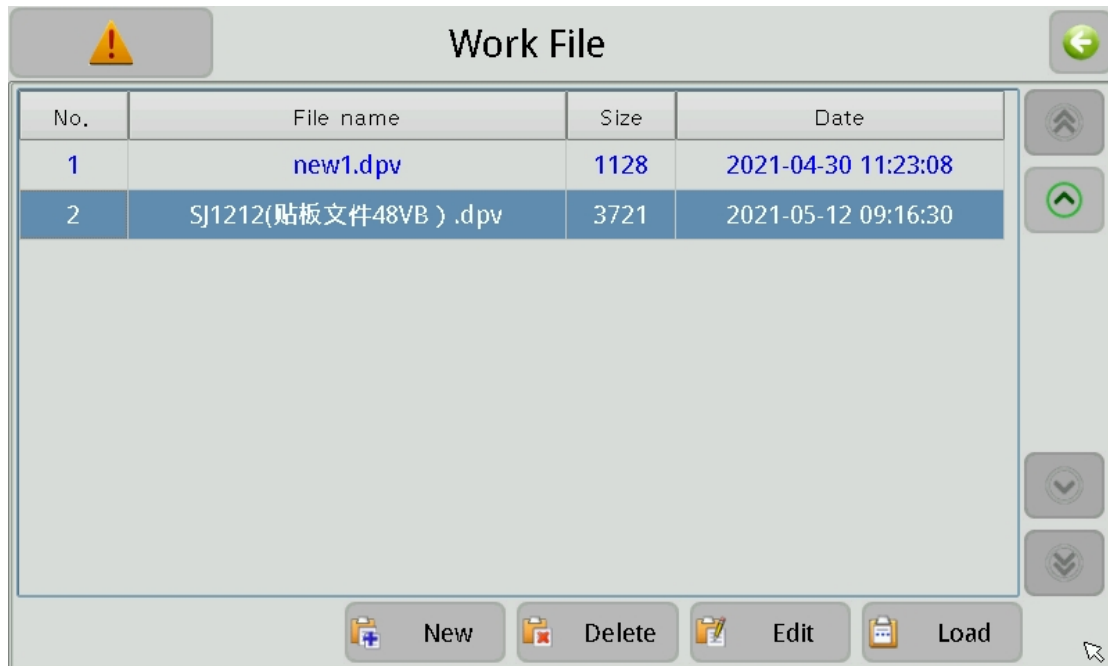 Work File
No. File name Size Date
1 new1.dpv 1128 2021-04-30 11:23:08
2 SJ1212(贴板文件48VB ) .dpv 3721 2021-05-12 09:16:30
New Delete Edit Load